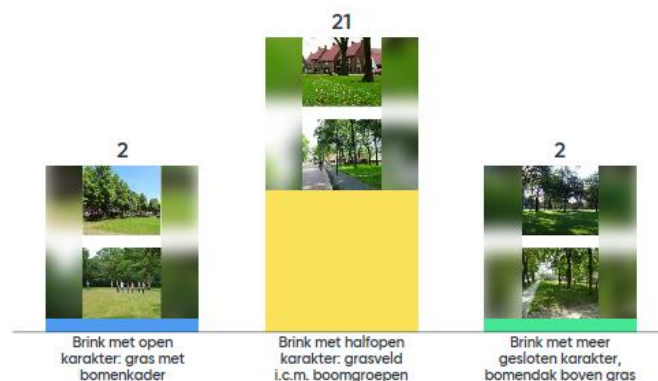 2
21
2
Brink met open
karakter: gras met
bomenkader
Brink met halfopen
karakter: grasveld
i.c.m. boomgroepen
Brink met meer
gesloten karakter,
bomendak boven gras